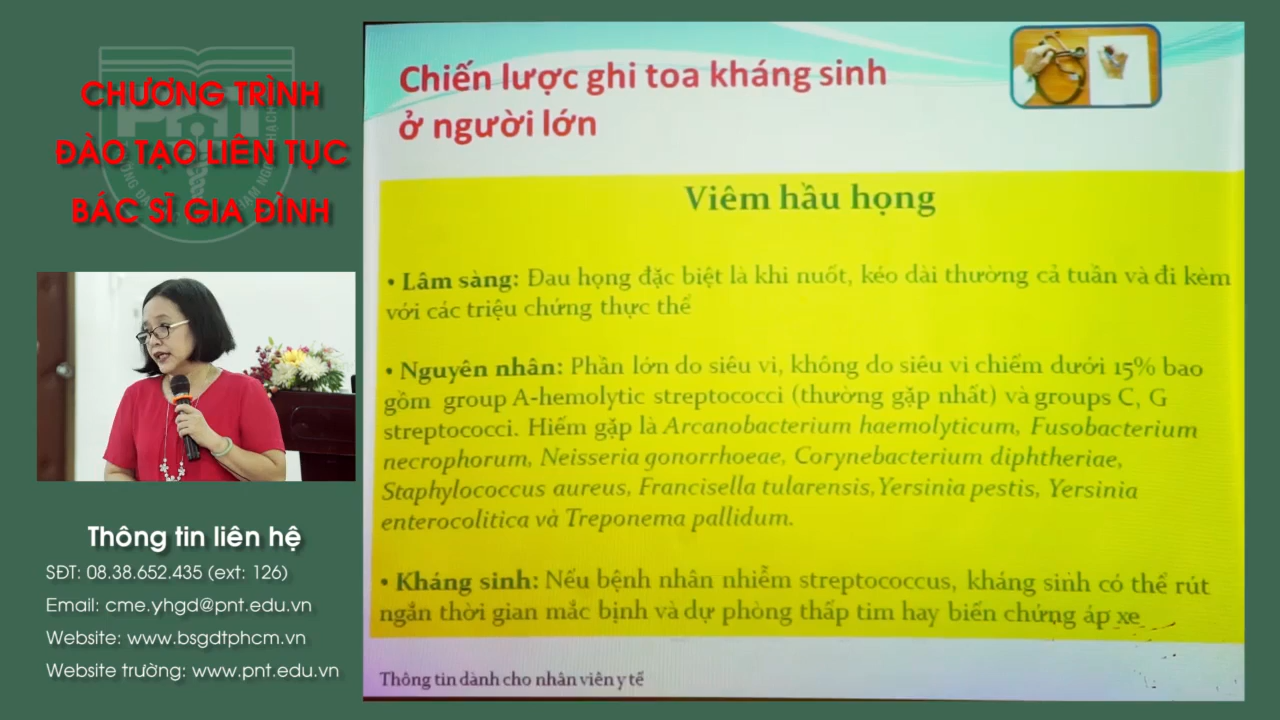 CHƯƠNG TRÌNH
ĐÀO TẠO LIÊN TỤC
BÁC SĨ GIA ĐÌNH
PNT
Thông tin liên hệ
SĐT: 08.38.652.435 (ext: 126)
Email: cme.yhgd@pnt.edu.vn
Website: www.bsgdtphcm.vn
Website trường: www.pnt.edu.vn
Chiến lược ghi toa kháng sinh
ở người lớn
Viêm hầu họng
• Lâm sàng: Đau họng đặc biệt là khi nuốt, kéo dài thường cả tuần và đi kèm
với các triệu chứng thực thể
• Nguyên nhân: Phần lớn do siêu vi, không do siêu vi chiếm dưới 15% bao
gồm group A-hemolytic streptococci (thường gặp nhất) và groups C, G
streptococci. Hiếm gặp là Arcanobacterium haemolyticum, Fusobacterium
necrophorum, Neisseria gonorrhoeae, Corynebacterium diphtheriae,
Staphylococcus aureus, Francisella tularensis, Yersinia pestis, Yersinia
enterocolitica và Treponema pallidum.
• Kháng sinh: Nếu bệnh nhân nhiễm streptococcus, kháng sinh có thể rút
ngắn thời gian mắc bịnh và dự phòng thấp tim hay biến chứng áp xe
Thông tin dành cho nhân viên y tế